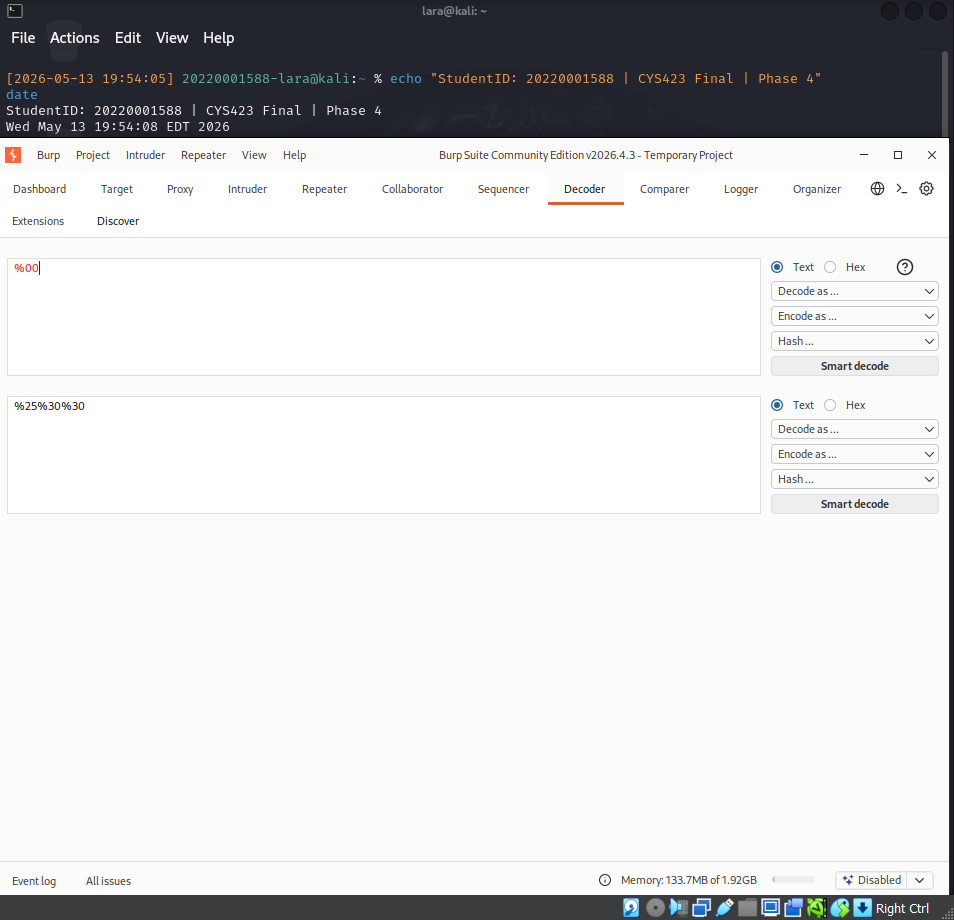 lara@kali: ~
File Actions Edit View Help
[2026-05-13 19:54:05] 20220001588-lara@kali:~ % echo "StudentID: 20220001588 | CYS423 Final | Phase 4"
date
StudentID: 20220001588 | CYS423 Final | Phase 4
Wed May 13 19:54:08 EDT 2026
Burp Project Intruder Repeater View Help Burp Suite Community Edition v2026.4.3 - Temporary Project
Dashboard Target Proxy Intruder Repeater Collaborator Sequencer Decoder Comparer Logger Organizer
Extensions Discover
%00
Text Hex
Decode as ...
Encode as ...
Hash ...
Smart decode
%25%30%30
Text Hex
Decode as ...
Encode as ...
Hash ...
Smart decode
Event log All issues Memory: 133.7MB of 1.92GB Disabled
Right Ctrl